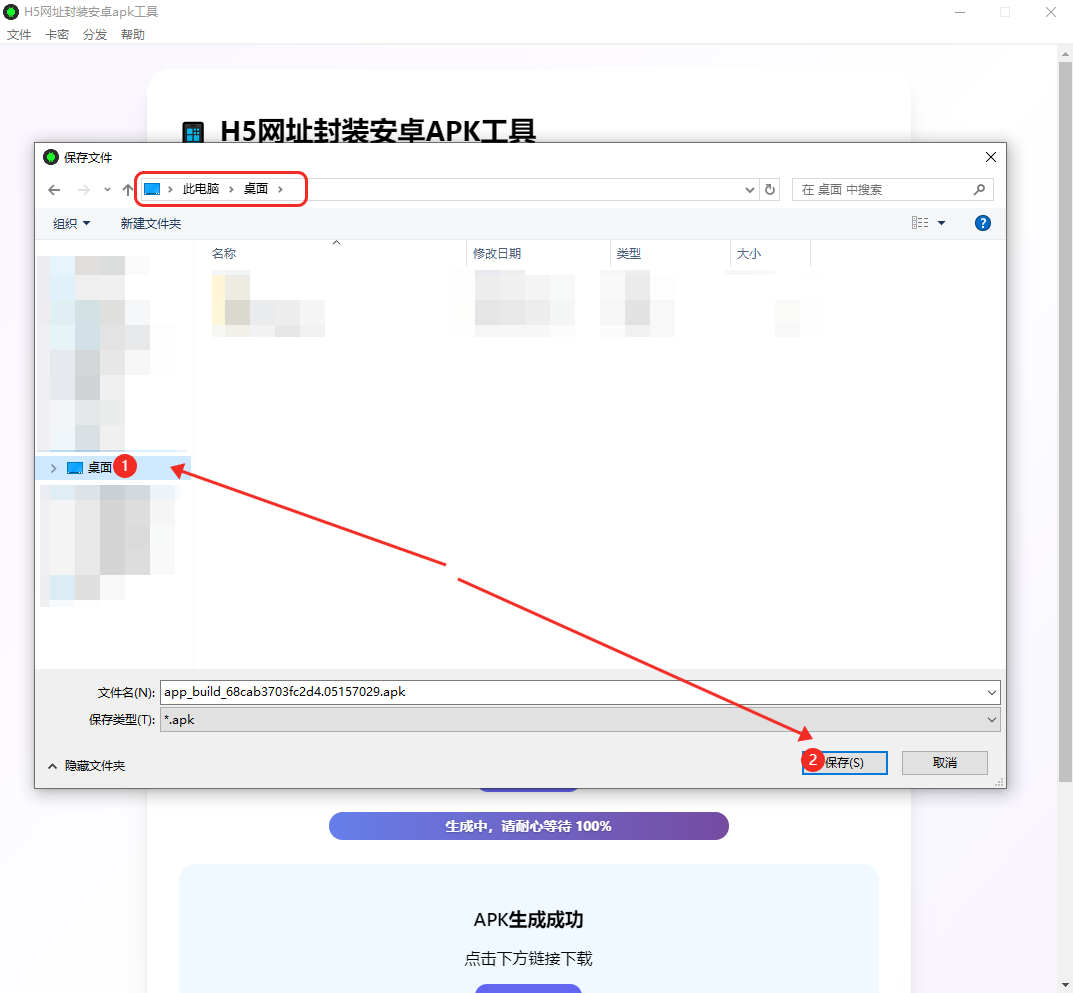 H5网址封装安卓apk工具
文件 卡密 分发 帮助
H5网址封装安卓APK工具
保存文件
此电脑 桌面
在 桌面 中搜索
组织 新建文件夹
名称 修改日期 类型 大小
桌面 1
文件名(N): app_build_68cab3703fc2d4.05157029.apk
保存类型(T): *.apk
隐藏文件夹
2 保存(S) 取消
生成中，请耐心等待 100%
APK生成成功
点击下方链接下载